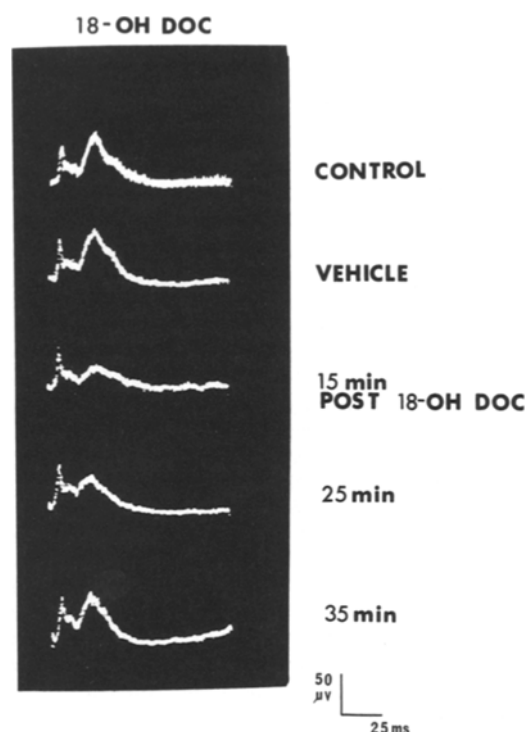 18-OH DOC
CONTROL
VEHICLE
15 min
POST 18-OH DOC
25 min
35 min
50
μv
25 ms